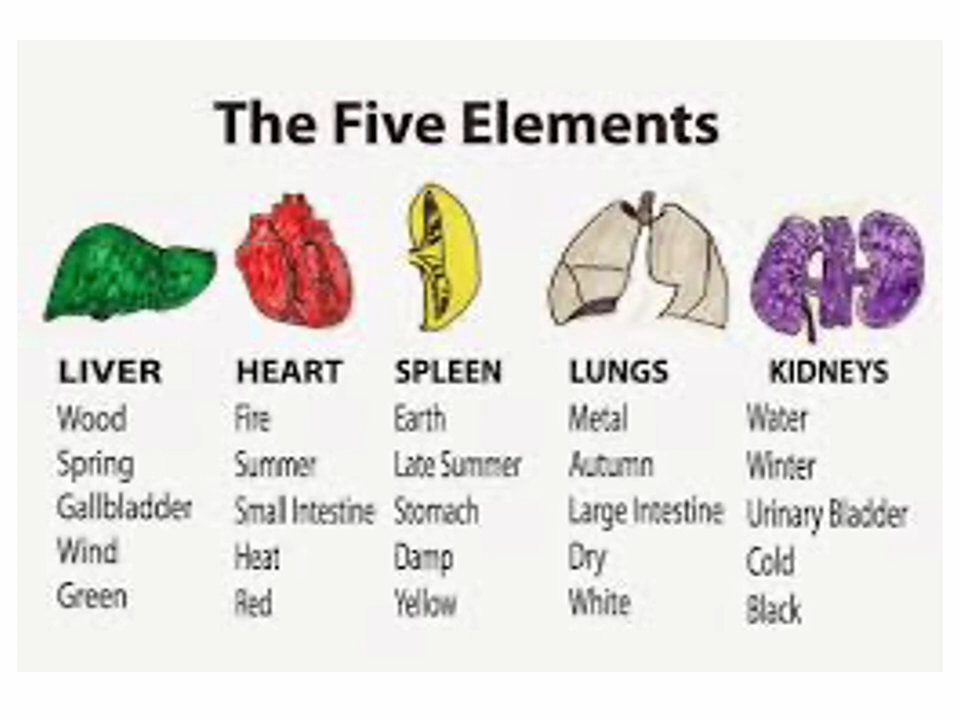 The Five Elements
LIVER
Wood
Spring
Gallbladder
Wind
Green
HEART
Fire
Summer
Small Intestine
Heat
Red
SPLEEN
Earth
Late Summer
Stomach
Damp
Yellow
LUNGS
Metal
Autumn
Large Intestine
Dry
White
KIDNEYS
Water
Winter
Urinary Bladder
Cold
Black